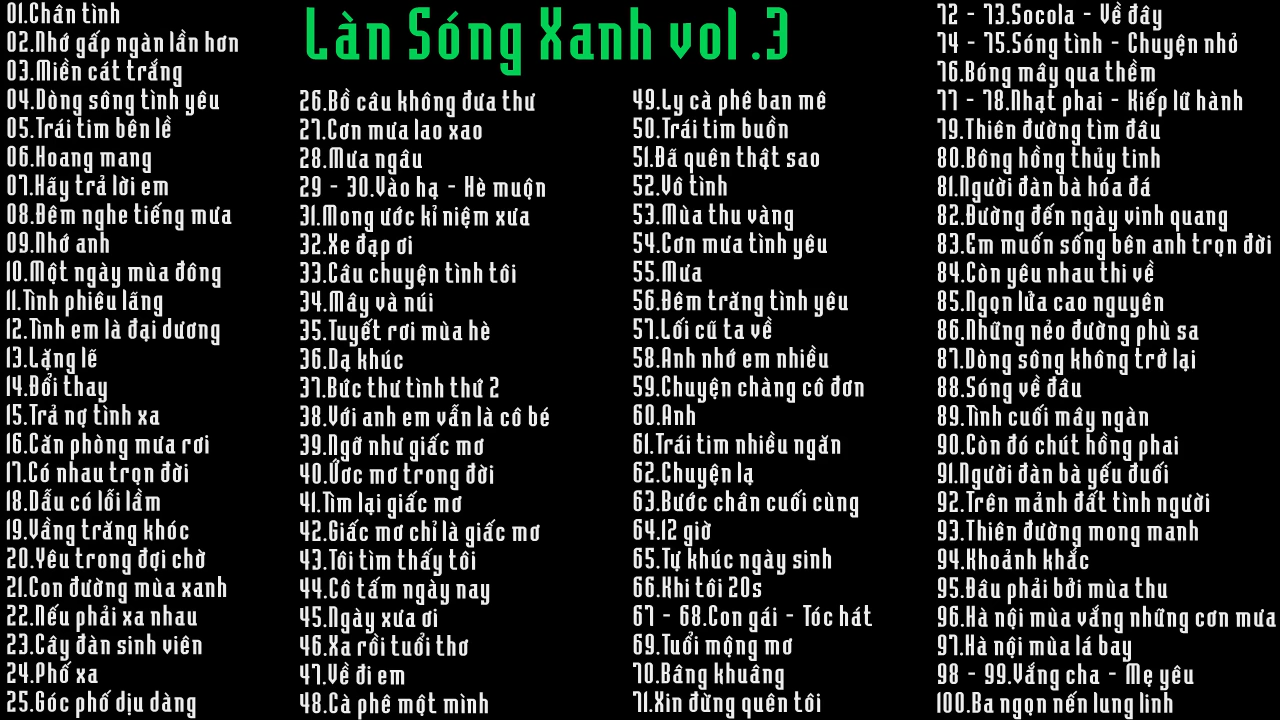 Làn Sóng Xanh vol .3
01.Chân tình
02.Nhớ gấp ngàn lần hơn
03.Miền cát trắng
04.Dòng sông tình yêu
05.Trái tim bên lề
06.Hoang mang
07.Hãy trả lời em
08.Đêm nghe tiếng mưa
09.Nhớ anh
10.Một ngày mùa đông
11.Tình phiêu lãng
12.Tình em là đại dương
13.Lặng lẽ
14.Đổi thay
15.Trả nợ tình xa
16.Căn phòng mưa rơi
17.Có nhau trọn đời
18.Dẫu có lỗi lầm
19.Vầng trăng khóc
20.Yêu trong đợi chờ
21.Con đường mùa xanh
22.Nếu phải xa nhau
23.Cây đàn sinh viên
24.Phố xa
25.Góc phố dịu dàng
26.Bồ câu không đưa thư
27.Cơn mưa lao xao
28.Mưa ngâu
29 - 30.Vào hạ - Hè muộn
31.Mong ước kỉ niệm xưa
32.Xe đạp ơi
33.Câu chuyện tình tôi
34.Mây và núi
35.Tuyết rơi mùa hè
36.Dạ khúc
37.Bức thư tình thứ 2
38.Với anh em vẫn là cô bé
39.Ngỡ như giấc mơ
40.Ước mơ trong đời
41.Tìm lại giấc mơ
42.Giấc mơ chỉ là giấc mơ
43.Tôi tìm thấy tôi
44.Cô tấm ngày nay
45.Ngày xưa ơi
46.Xa rồi tuổi thơ
47.Về đi em
48.Cà phê một mình
49.Ly cà phê ban mê
50.Trái tim buồn
51.Đã quên thật sao
52.Vô tình
53.Mùa thu vàng
54.Cơn mưa tình yêu
55.Mưa
56.Đêm trăng tình yêu
57.Lối cũ ta về
58.Anh nhớ em nhiều
59.Chuyện chàng cô đơn
60.Anh
61.Trái tim nhiều ngăn
62.Chuyện lạ
63.Bước chân cuối cùng
64.12 giờ
65.Tự khúc ngày sinh
66.Khi tôi 20s
67 - 68.Con gái - Tóc hát
69.Tuổi mộng mơ
70.Bâng khuâng
71.Xin đừng quên tôi
72 - 73.Socola - Về đây
74 - 75.Sóng tình - Chuyện nhỏ
76.Bóng mây qua thềm
77 - 78.Nhạt phai - Kiếp lữ hành
79.Thiên đường tìm đâu
80.Bông hồng thủy tinh
81.Người đàn bà hóa đá
82.Đường đến ngày vinh quang
83.Em muốn sống bên anh trọn đời
84.Còn yêu nhau thi về
85.Ngọn lửa cao nguyên
86.Những nẻo đường phù sa
87.Dòng sông không trở lại
88.Sóng về đâu
89.Tình cuối mây ngàn
90.Còn đó chút hồng phai
91.Người đàn bà yếu đuối
92.Trên mảnh đất tình người
93.Thiên đường mong manh
94.Khoảnh khắc
95.Đâu phải bởi mùa thu
96.Hà nội mùa vắng những cơn mưa
97.Hà nội mùa lá bay
98 - 99.Vắng cha - Mẹ yêu
100.Ba ngọn nến lung linh